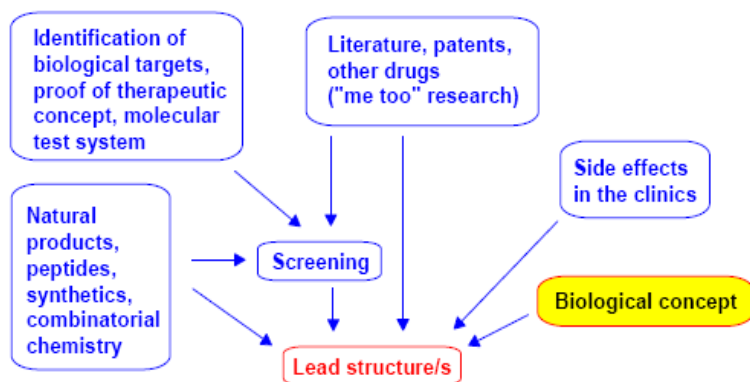 Identification of
biological targets,
proof of therapeutic
concept, molecular
test system
Literature, patents,
other drugs
("me too" research)
Side effects
in the clinics
Natural
products,
peptides,
synthetics,
combinatorial
chemistry
Screening
Biological concept
Lead structure/s